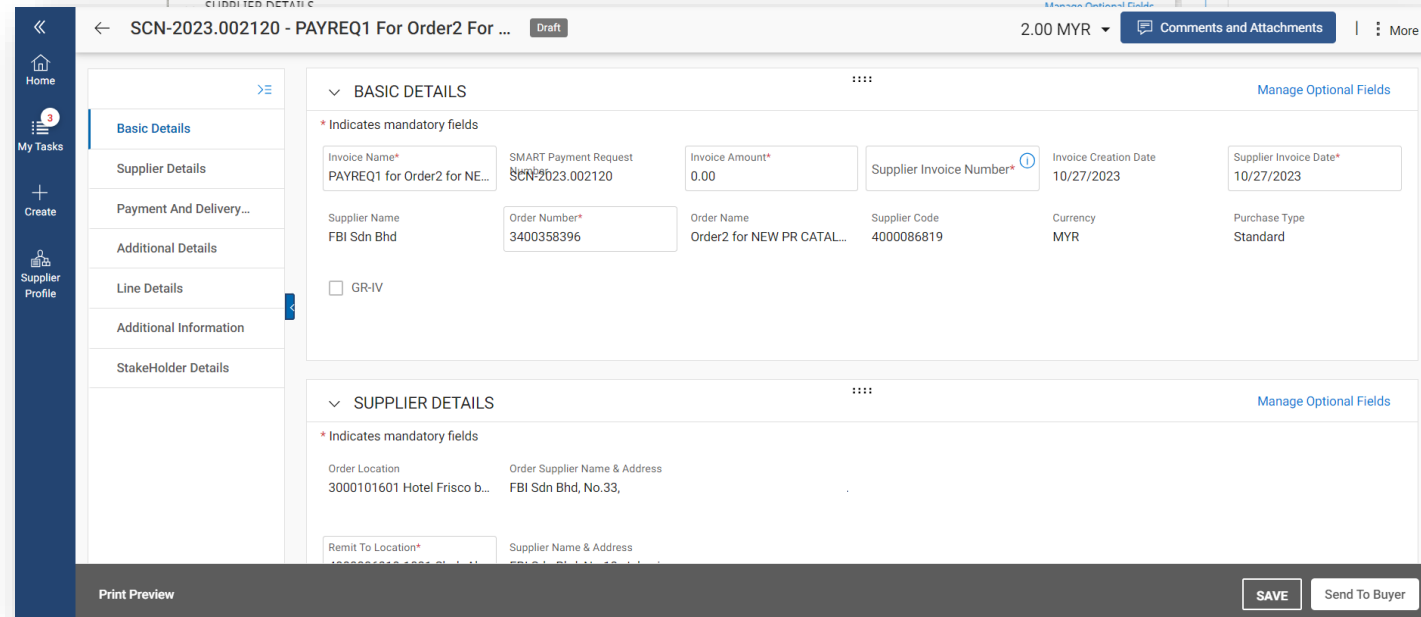 SUPPLIER DETAILS
Manage Optional Fields
SCN-2023.002120 - PAYREQ1 For Order2 For ...
Draft
2.00 MYR
Comments and Attachments
More
Home
3
My Tasks
Create
Supplier
Profile
Basic Details
Supplier Details
Payment And Delivery...
Additional Details
Line Details
Additional Information
StakeHolder Details
BASIC DETAILS
Manage Optional Fields
* Indicates mandatory fields
Invoice Name*
PAYREQ1 for Order2 for NE...
SMART Payment Request
Number
SCN-2023.002120
Invoice Amount*
0.00
Supplier Invoice Number*
Invoice Creation Date
10/27/2023
Supplier Invoice Date*
10/27/2023
Supplier Name
FBI Sdn Bhd
Order Number*
3400358396
Order Name
Order2 for NEW PR CATAL...
Supplier Code
4000086819
Currency
MYR
Purchase Type
Standard
GR-IV
SUPPLIER DETAILS
Manage Optional Fields
* Indicates mandatory fields
Order Location
3000101601 Hotel Frisco b...
Order Supplier Name & Address
FBI Sdn Bhd, No.33,
Remit To Location*
Supplier Name & Address
Print Preview
SAVE
Send To Buyer